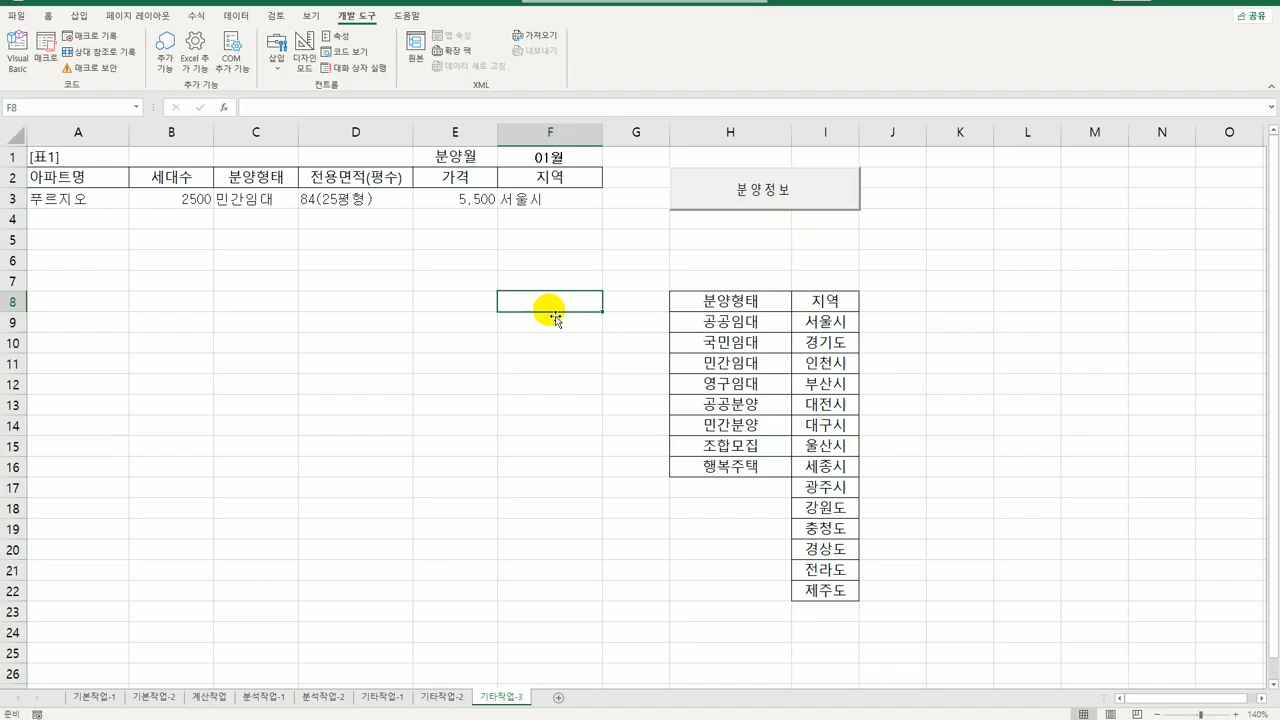 파일 홈 삽입 페이지 레이아웃 수식 데이터 검토 보기 개발 도구 도움말 공유
Visual Basic 매크로 매크로 기록 상대 참조로 기록 매크로 보안 코드
추가 기능 Excel 추가 기능 COM 추가 기능 추가 기능
삽입 디자인 모드 속성 코드 보기 대화 상자 실행 컨트롤
원본 맵 속성 확장 팩 데이터 새로 고침 가져오기 내보내기 XML
F8 fx
A B C D E F G H I J K L M N O
1 [표1] 분양월 01월
2 아파트명 세대수 분양형태 전용면적(평수) 가격 지역 분양정보
3 푸르지오 2500 민간임대 84(25평형) 5,500 서울시
4
5
6
7
8 분양형태 지역
9 공공임대 서울시
10 국민임대 경기도
11 민간임대 인천시
12 영구임대 부산시
13 공공분양 대전시
14 민간분양 대구시
15 조합모집 울산시
16 행복주택 세종시
17 광주시
18 강원도
19 충청도
20 경상도
21 전라도
22 제주도
23
24
25
26
기본작업-1 기본작업-2 계산작업 분석작업-1 분석작업-2 기타작업-1 기타작업-2 기타작업-3
준비 140%